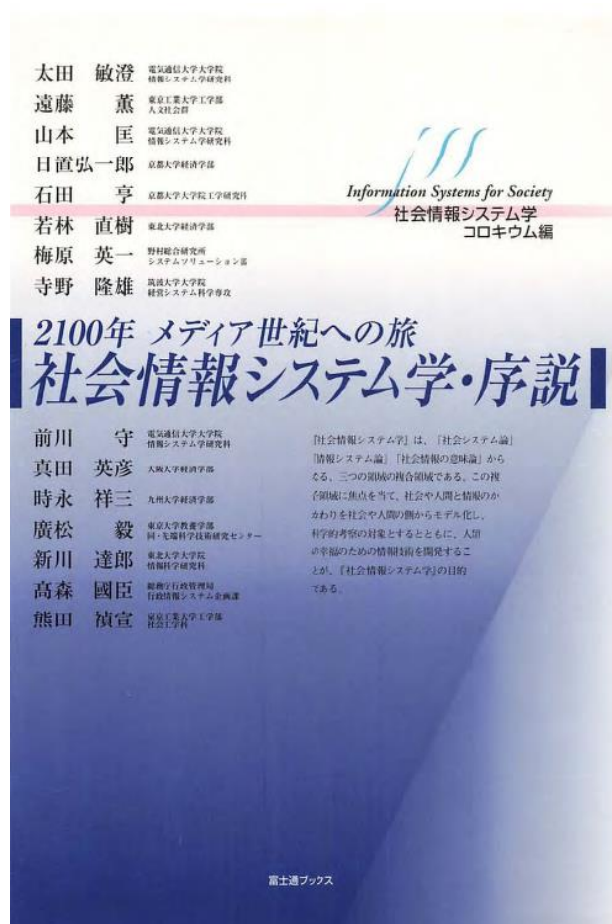 太田 敏澄 電気通信大学大学院
情報システム学研究科
遠藤 薫 東京工業大学工学部
人文社会群
山本 匡 電気通信大学大学院
情報システム学研究科
日置弘一郎 京都大学経済学部
石田 亨 京都大学大学院工学研究科
若林 直樹 東北大学経済学部
梅原 英一 野村総合研究所
システムソリューション部
寺野 隆雄 筑波大学大学院
経営システム科学専攻
iss
Information Systems for Society
社会情報システム学
コロキウム編
2100年 メディア世紀への旅
社会情報システム学・序説
前川 守 電気通信大学大学院
情報システム学研究科
真田 英彦 大阪大学経済学部
時永 祥三 九州大学経済学部
廣松 毅 東京大学教養学部
同・先端科学技術研究センター
新川 達郎 東北大学大学院
情報科学研究科
髙森 國臣 総務庁行政管理局
行政情報システム企画課
熊田 禎宣 東京工業大学工学部
社会工学科
『社会情報システム学』は、「社会システム論」
「情報システム論」「社会情報の意味論」から
なる、三つの領域の複合領域である。この複
合領域に焦点を当て、社会や人間と情報のか
かわりを社会や人間の側からモデル化し、
科学的考察の対象とするとともに、人間
の幸福のための情報技術を開発するこ
とが、『社会情報システム学』の目的
である。
富士通ブックス